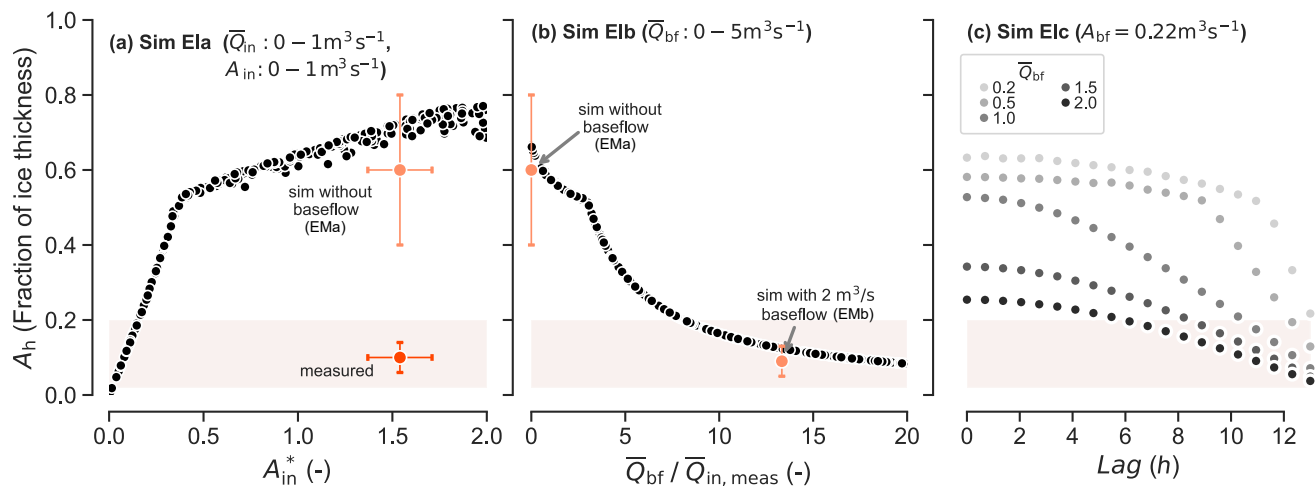 (a) Sim EIa (Q̅in : 0 − 1m³s⁻¹,
A in : 0 − 1m³s⁻¹)
(b) Sim EIb (Q̅bf : 0 − 5m³s⁻¹)
(c) Sim EIc (Abf = 0.22m³s⁻¹)
Ah (Fraction of ice thickness)
1.0
0.8
0.6
0.4
0.2
0.0
sim without
baseflow
(EMa)
measured
0.0 0.5 1.0 1.5 2.0
A*in (-)
sim without
baseflow
(EMa)
sim with 2 m³/s
baseflow (EMb)
0 5 10 15 20
Q̅bf / Q̅in, meas (-)
Q̅bf
0.2 1.5
0.5 2.0
1.0
0 2 4 6 8 10 12
Lag (h)